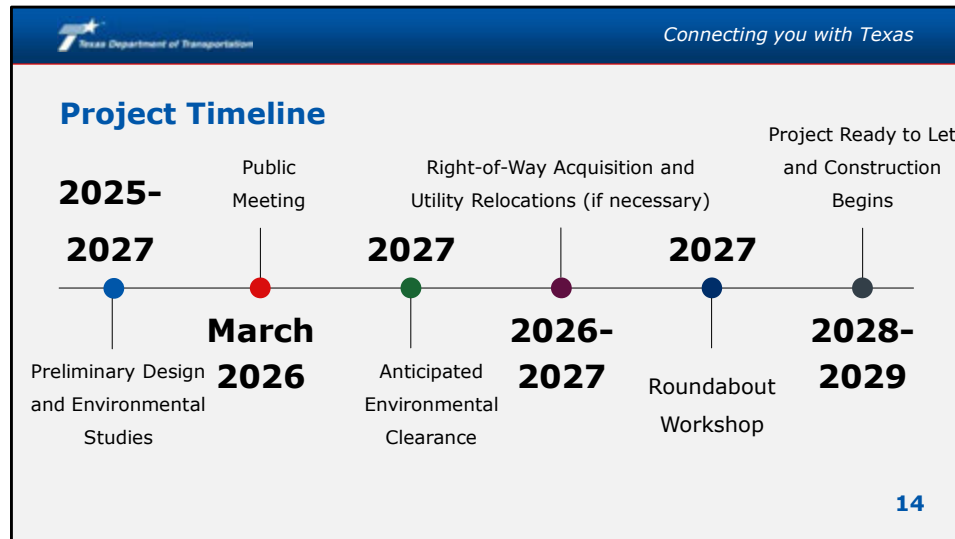 Texas Department of Transportation
Connecting you with Texas
Project Timeline
2025-
2027
Preliminary Design
and Environmental
Studies
Public
Meeting
March
2026
2027
Anticipated
Environmental
Clearance
Right-of-Way Acquisition and
Utility Relocations (if necessary)
2026-
2027
2027
Roundabout
Workshop
Project Ready to Let
and Construction
Begins
2028-
2029
14